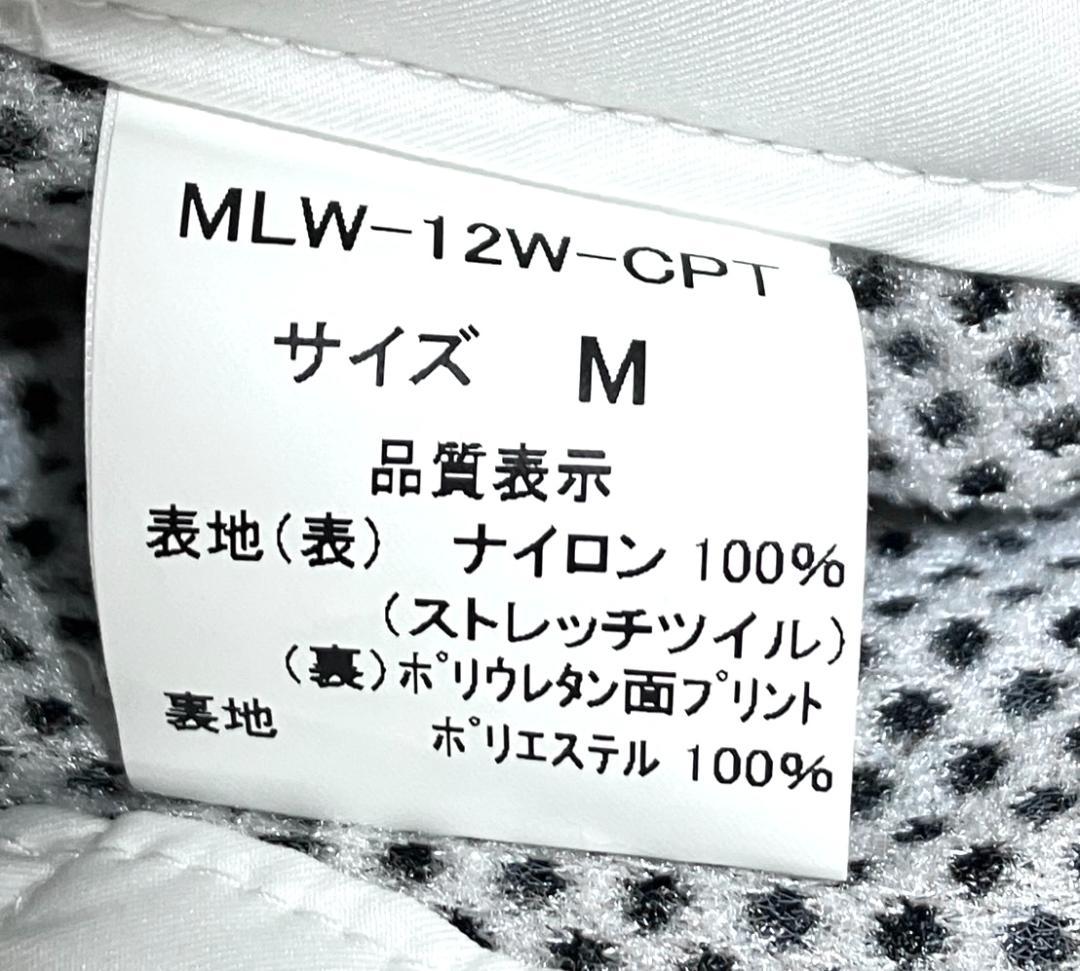 MLW-12W-CPT
サイズ　M
品質表示
表地(表)　ナイロン 100%
(ストレッチツイル)
(裏)ポリウレタン面プリント
裏地　ポリエステル 100%